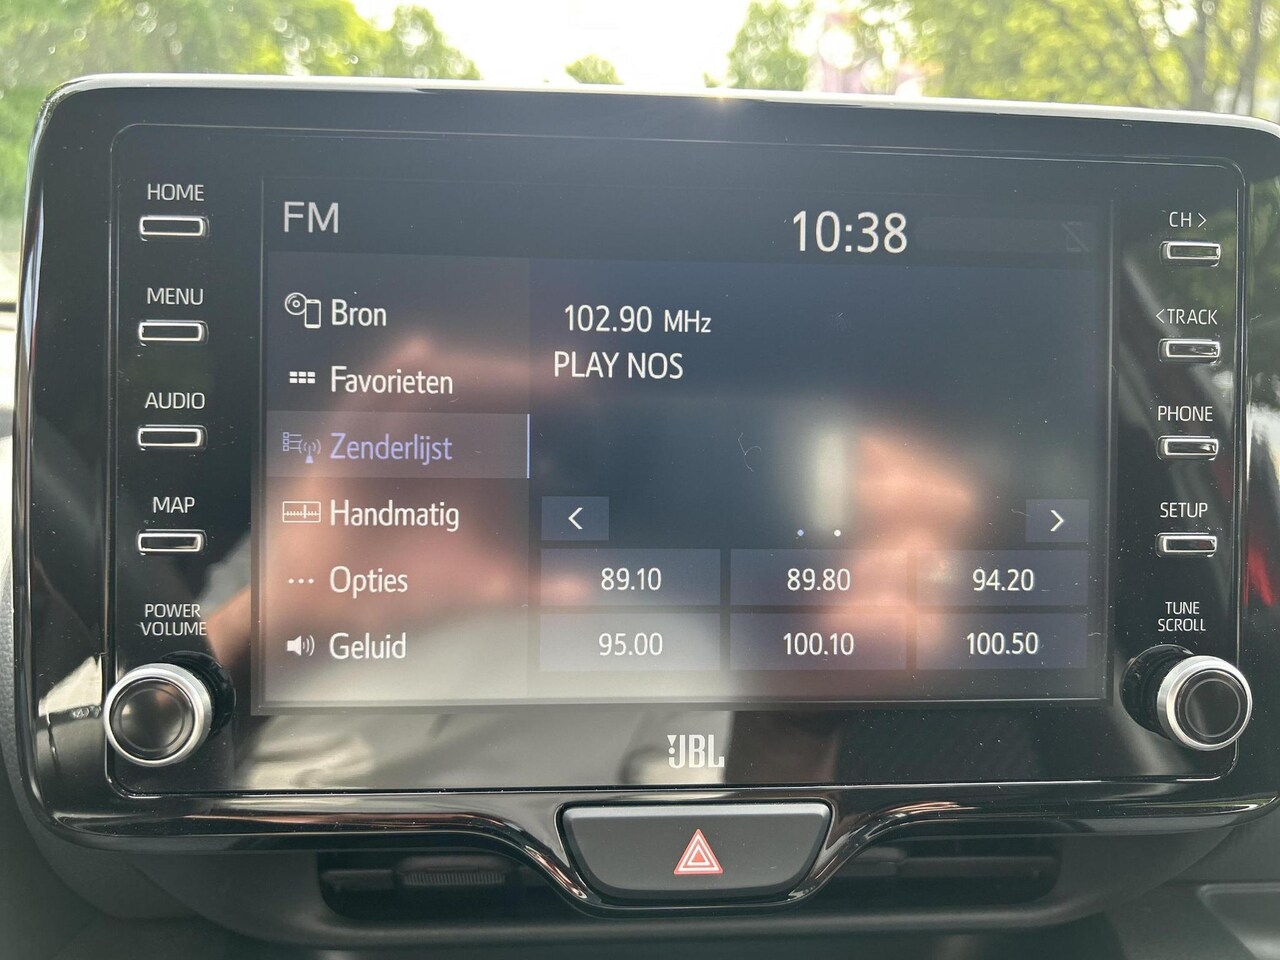 HOME
MENU
AUDIO
MAP
POWER
VOLUME
FM
10:38
Bron
Favorieten
Zenderlijst
Handmatig
Opties
Geluid
102.90 MHz
PLAY NOS
<
>
89.10
89.80
94.20
95.00
100.10
100.50
CH >
< TRACK
PHONE
SETUP
TUNE
SCROLL
JBL